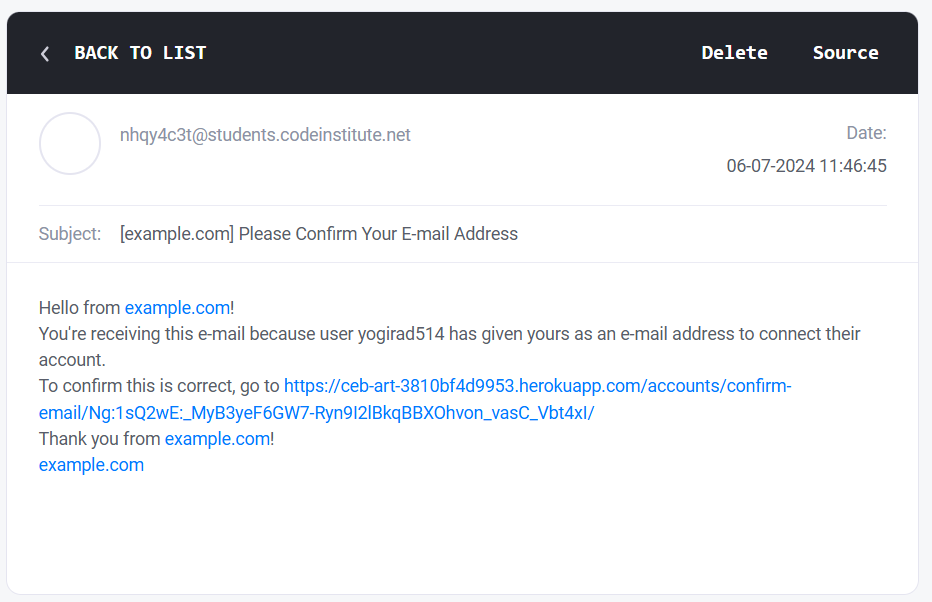 BACK TO LIST
Delete
Source
nhqy4c3t@students.codeinstitute.net
Date:
06-07-2024 11:46:45
Subject: [example.com] Please Confirm Your E-mail Address
Hello from example.com!
You're receiving this e-mail because user yogirad514 has given yours as an e-mail address to connect their
account.
To confirm this is correct, go to https://ceb-art-3810bf4d9953.herokuapp.com/accounts/confirm-
email/Ng:1sQ2wE:_MyB3yeF6GW7-Ryn9I2lBkqBBXOhvon_vasC_Vbt4xI/
Thank you from example.com!
example.com